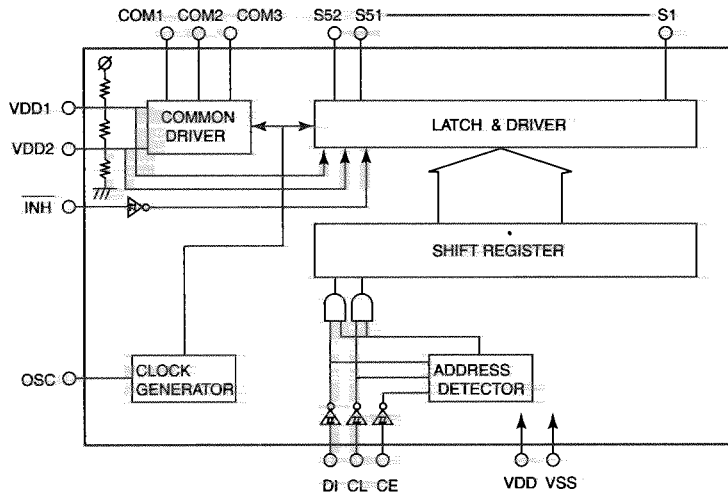 COM1 COM2 COM3 S52 S51 S1
VDD1
COMMON
DRIVER
LATCH & DRIVER
VDD2
INH
SHIFT REGISTER
OSC
CLOCK
GENERATOR
ADDRESS
DETECTOR
DI CL CE VDD VSS